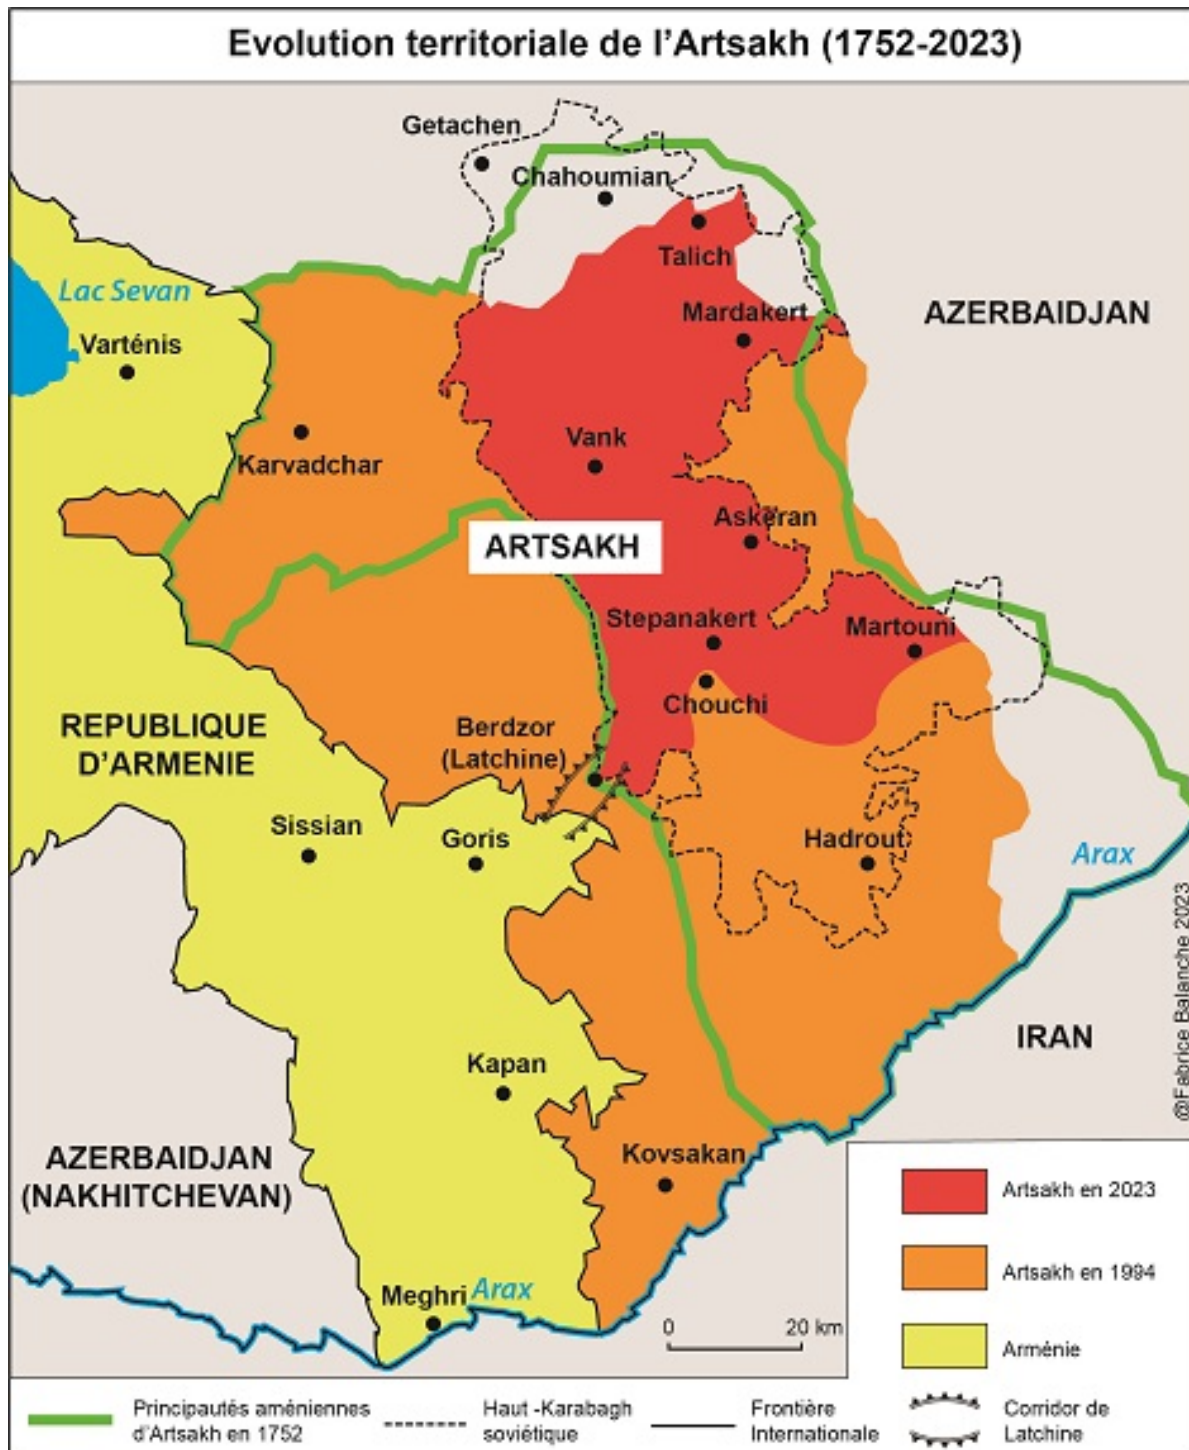 Evolution territoriale de l'Artsakh (1752-2023)
Getachen
Chahoumian
Talich
Lac Sevan
Varténis
Mardakert
AZERBAIDJAN
Karvadchar
Vank
Askeran
ARTSAKH
Stepanakert
Martouni
Chouchi
REPUBLIQUE
D'ARMENIE
Berdzor
(Latchine)
Sissian
Goris
Hadrout
Arax
@Fabrice Balanche 2023
IRAN
Kapan
AZERBAIDJAN
(NAKHITCHEVAN)
Kovsakan
Meghri
Arax
0 20 km
Artsakh en 2023
Artsakh en 1994
Arménie
Principautés améniennes
d'Artsakh en 1752
Haut -Karabagh
soviétique
Frontière
Internationale
Corridor de
Latchine